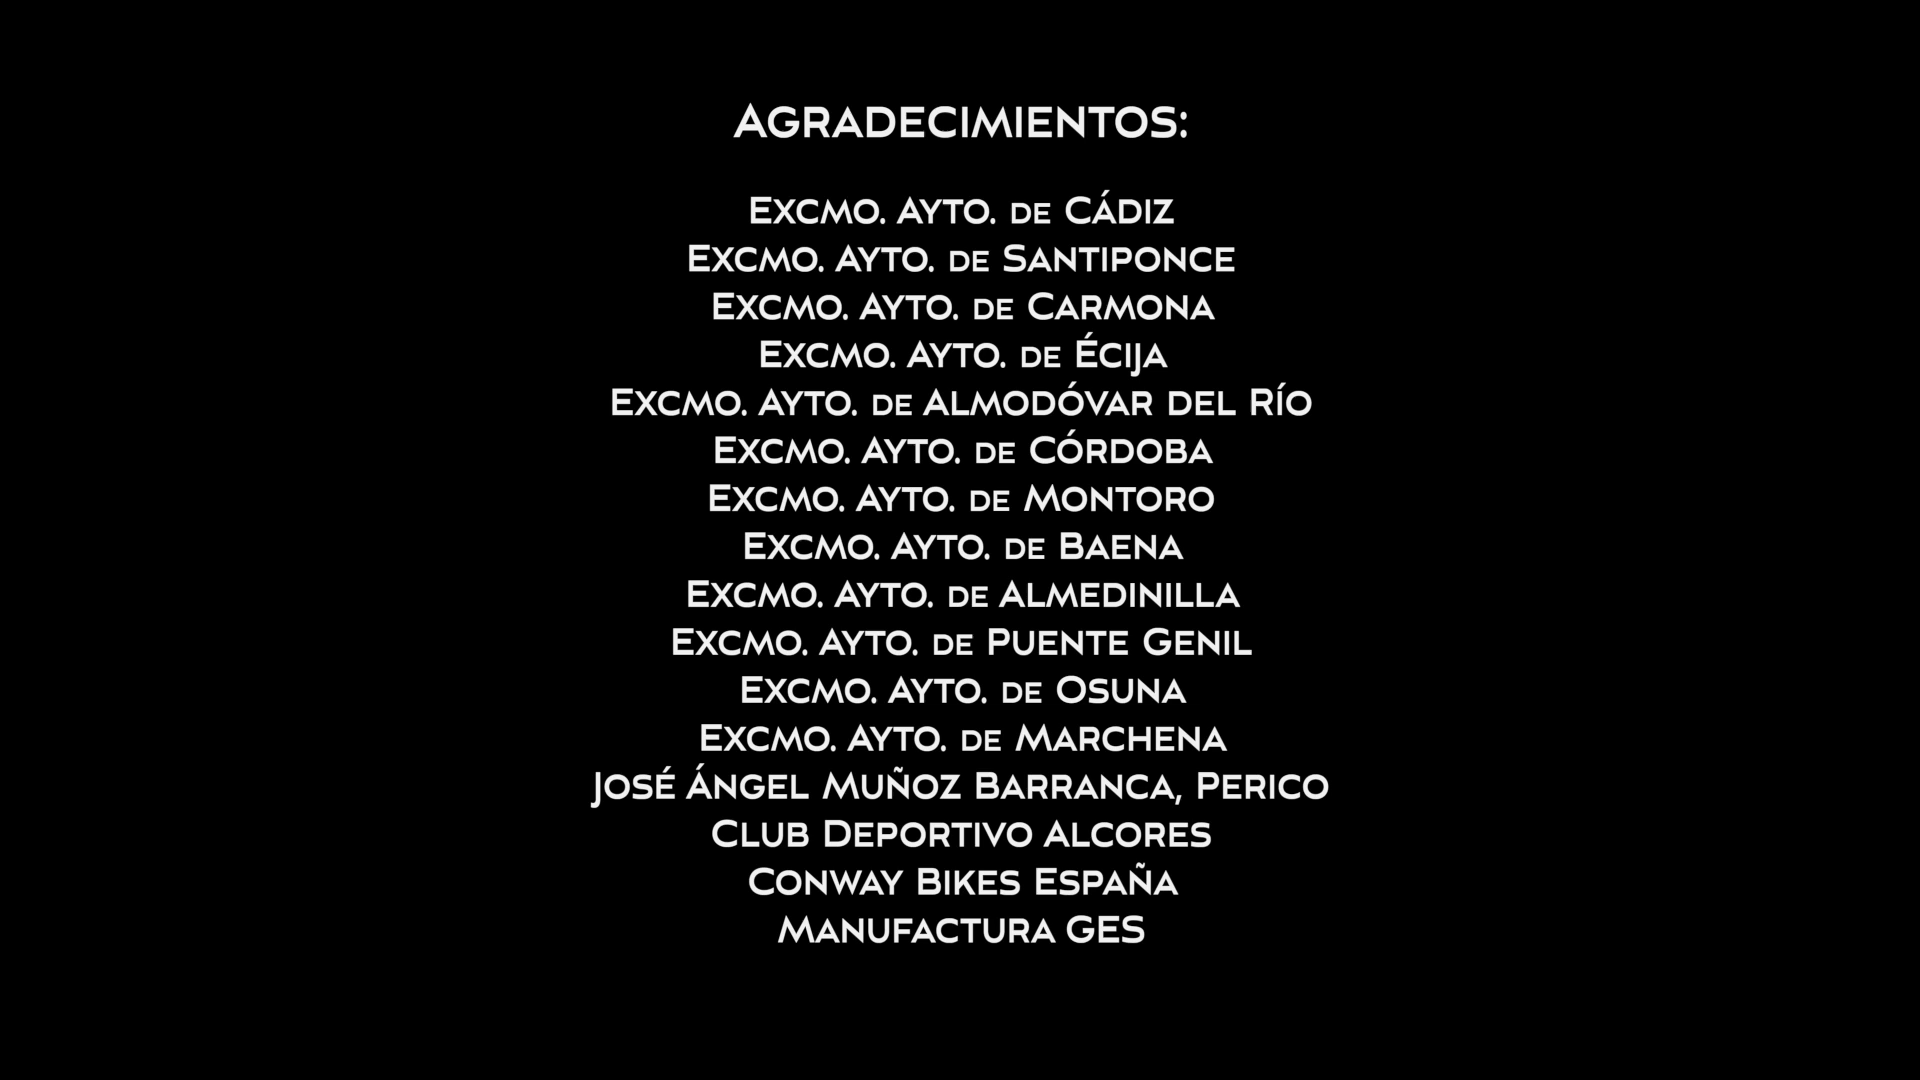 Agradecimientos:
Excmo. Ayto. de Cádiz
Excmo. Ayto. de Santiponce
Excmo. Ayto. de Carmona
Excmo. Ayto. de Écija
Excmo. Ayto. de Almodóvar del Río
Excmo. Ayto. de Córdoba
Excmo. Ayto. de Montoro
Excmo. Ayto. de Baena
Excmo. Ayto. de Almedinilla
Excmo. Ayto. de Puente Genil
Excmo. Ayto. de Osuna
Excmo. Ayto. de Marchena
José Ángel Muñoz Barranca, Perico
Club Deportivo Alcores
Conway Bikes España
Manufactura GES